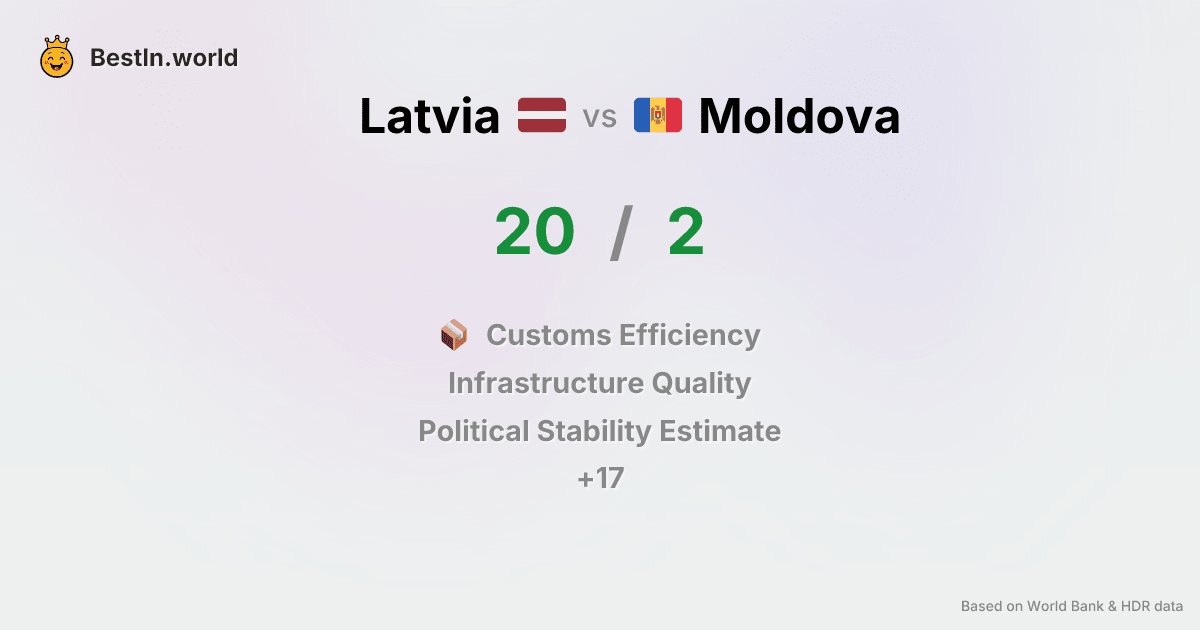 BestIn.world
Latvia vs Moldova
20 / 2
Customs Efficiency
Infrastructure Quality
Political Stability Estimate
+17
Based on World Bank & HDR data